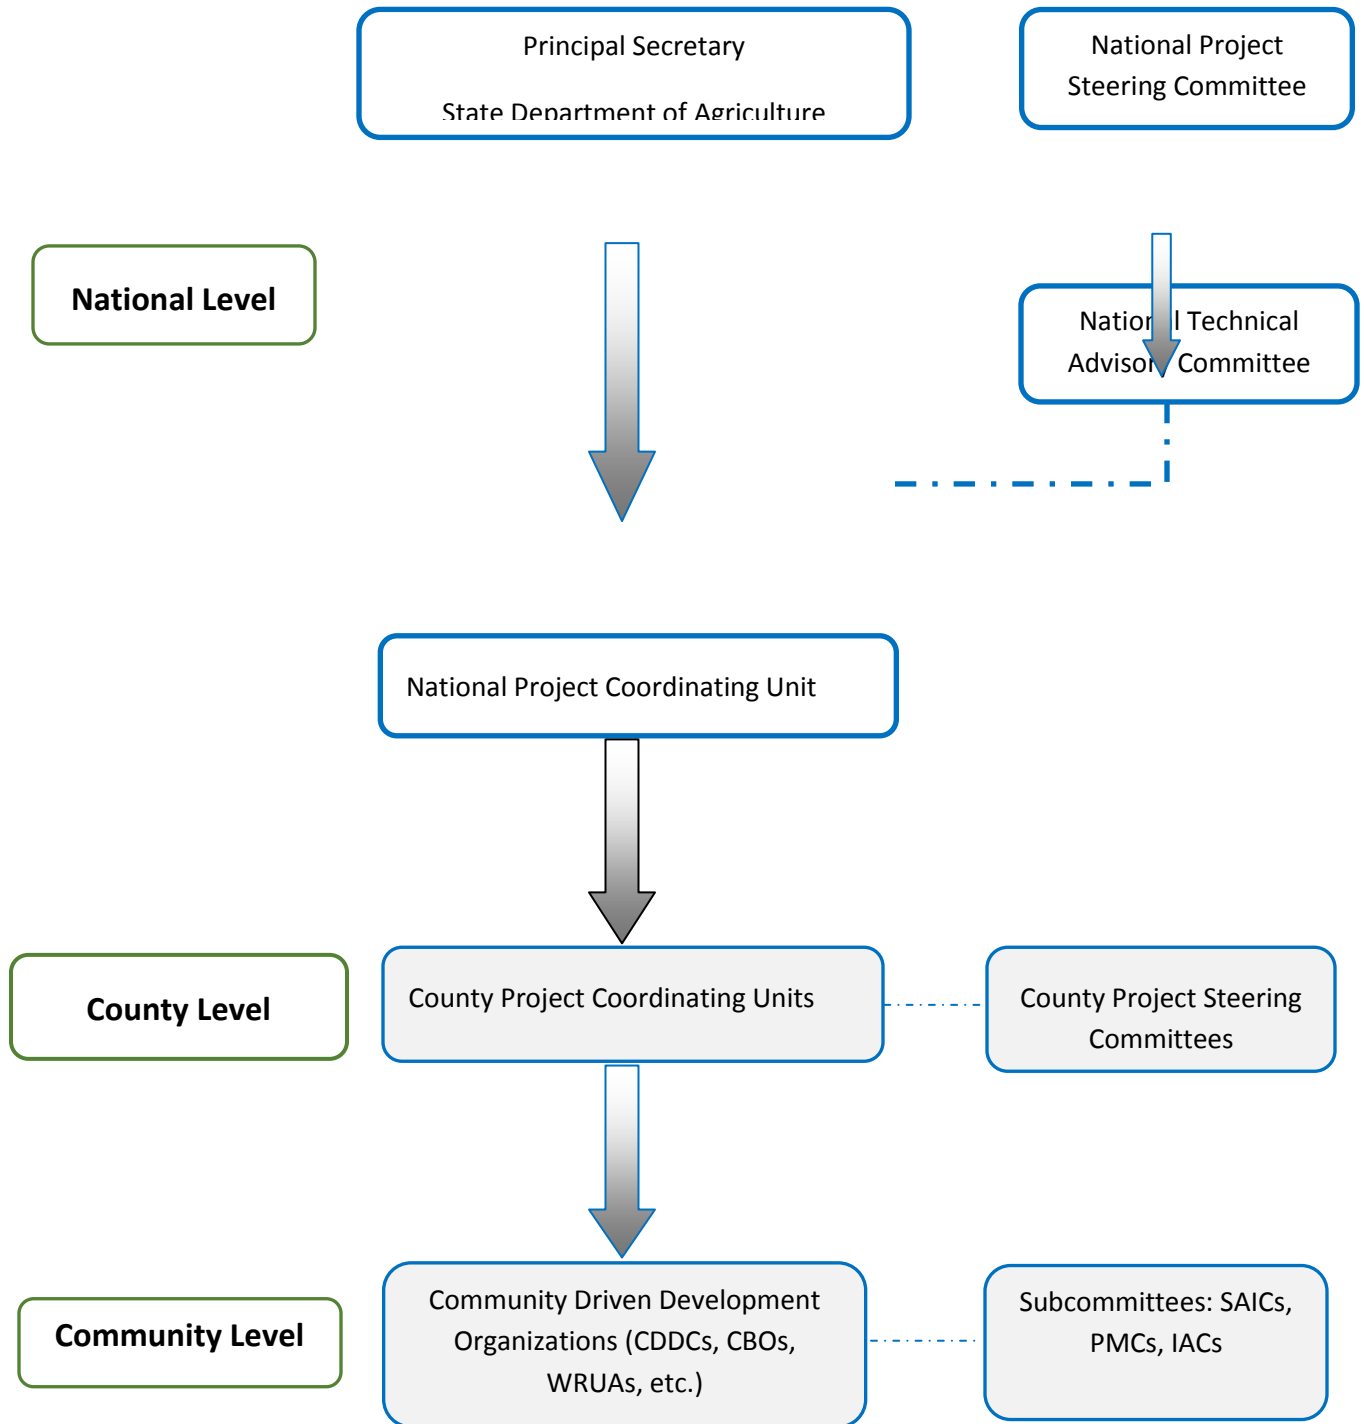 Principal Secretary
State Department of Agriculture
National Project
Steering Committee
National Level
National Technical
Advisory Committee
National Project Coordinating Unit
County Level
County Project Coordinating Units
County Project Steering
Committees
Community Level
Community Driven Development
Organizations (CDDCs, CBOs,
WRUAs, etc.)
Subcommittees: SAICs,
PMCs, IACs